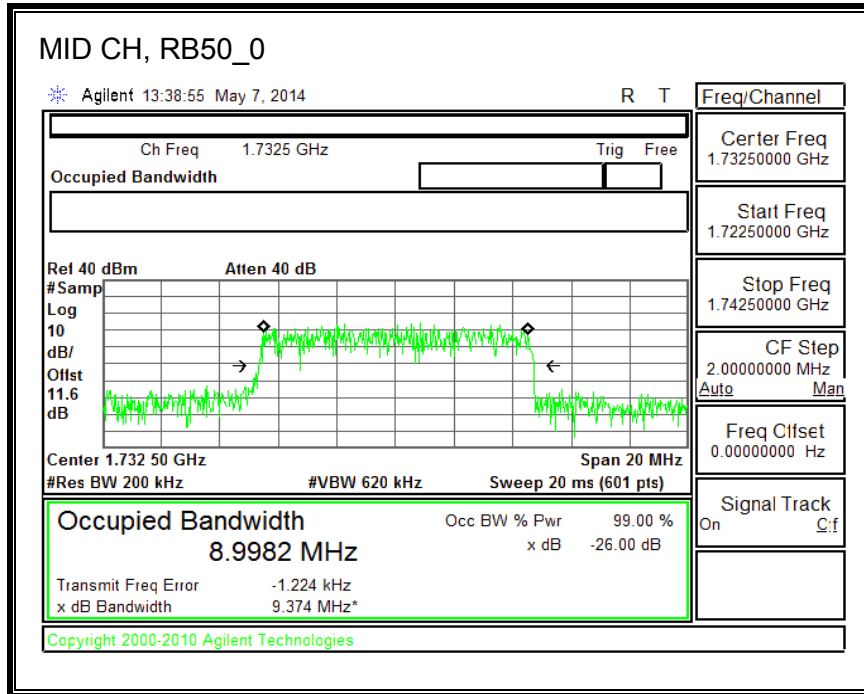 MID CH, RB50_0
Agilent 13:38:55 May 7, 2014 R T
Freq/Channel
Ch Freq 1.7325 GHz Trig Free
Occupied Bandwidth
Center Freq
1.73250000 GHz
Start Freq
1.72250000 GHz
Stop Freq
1.74250000 GHz
CF Step
2.00000000 MHz
Auto Man
Freq Offset
0.00000000 Hz
Signal Track
On Off
Ref 40 dBm Atten 40 dB
#Samp
Log
10
dB/
Offst
11.6
dB
Center 1.732 50 GHz Span 20 MHz
#Res BW 200 kHz #VBW 620 kHz Sweep 20 ms (601 pts)
Occupied Bandwidth Occ BW % Pwr 99.00 %
8.9982 MHz x dB -26.00 dB
Transmit Freq Error -1.224 kHz
x dB Bandwidth 9.374 MHz*
Copyright 2000-2010 Agilent Technologies